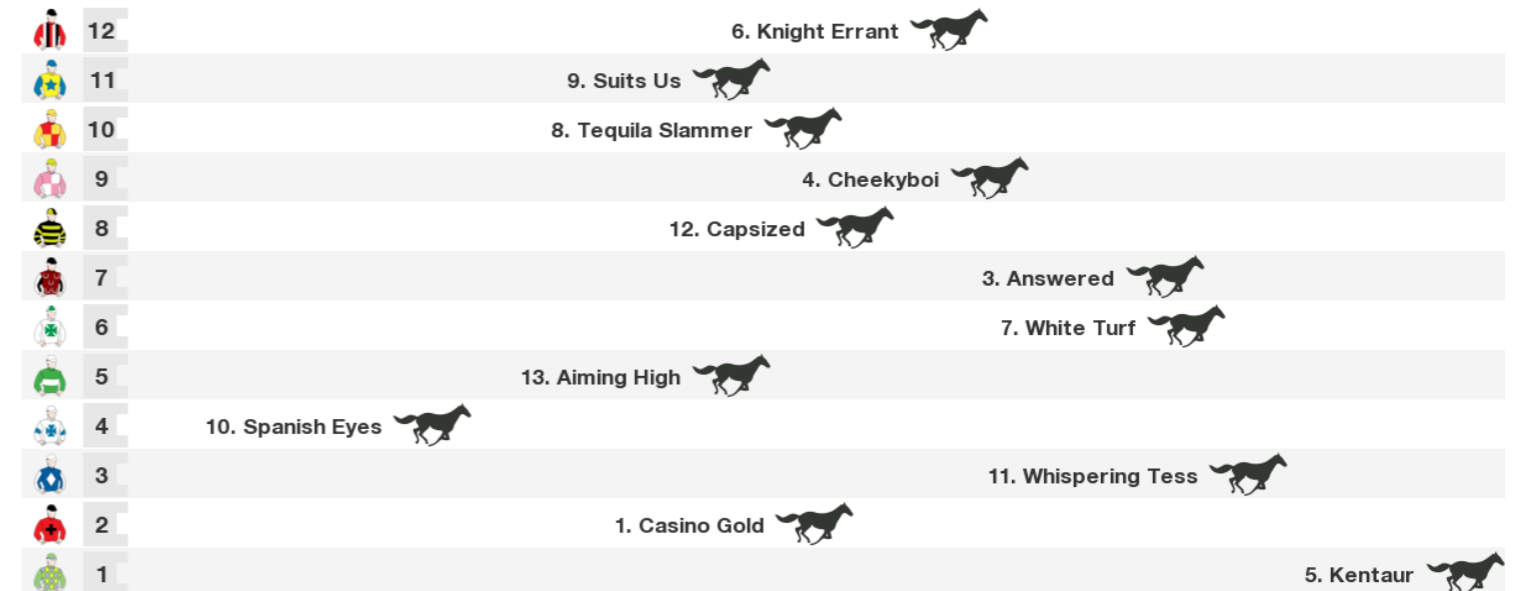 12 6. Knight Errant
11 9. Suits Us
10 8. Tequila Slammer
9 4. Cheekyboi
8 12. Capsized
7 3. Answered
6 7. White Turf
5 13. Aiming High
4 10. Spanish Eyes
3 11. Whispering Tess
2 1. Casino Gold
1 5. Kentaur